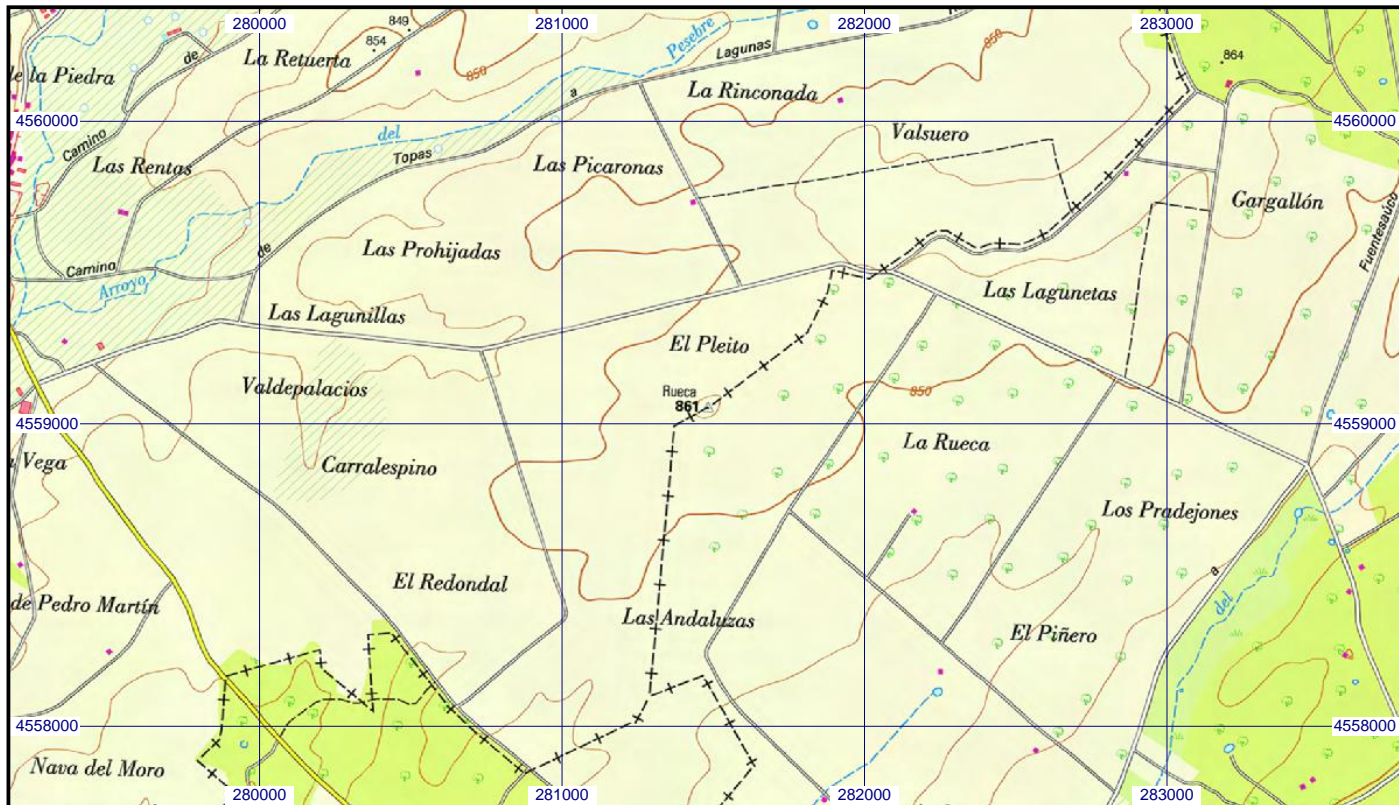 280000
281000
282000
283000
849
854
La Retuerta
de
Pesebre
Lagunas
850
864
de la Piedra
850
a
La Rinconada
4560000
4560000
Camino
del
Valsuero
Topas
Las Rentas
Las Picaronas
Gargallón
Fuentesaúco
de
Las Prohijadas
Camino
Arroyo
Las Lagunetas
Las Lagunillas
El Pleito
Valdepalacios
Rueca
861
850
4559000
4559000
La Rueca
Vega
Carralespino
Los Pradejones
a
El Redondal
de Pedro Martín
del
Las Andaluzas
El Piñero
4558000
4558000
Nava del Moro
280000
281000
282000
283000